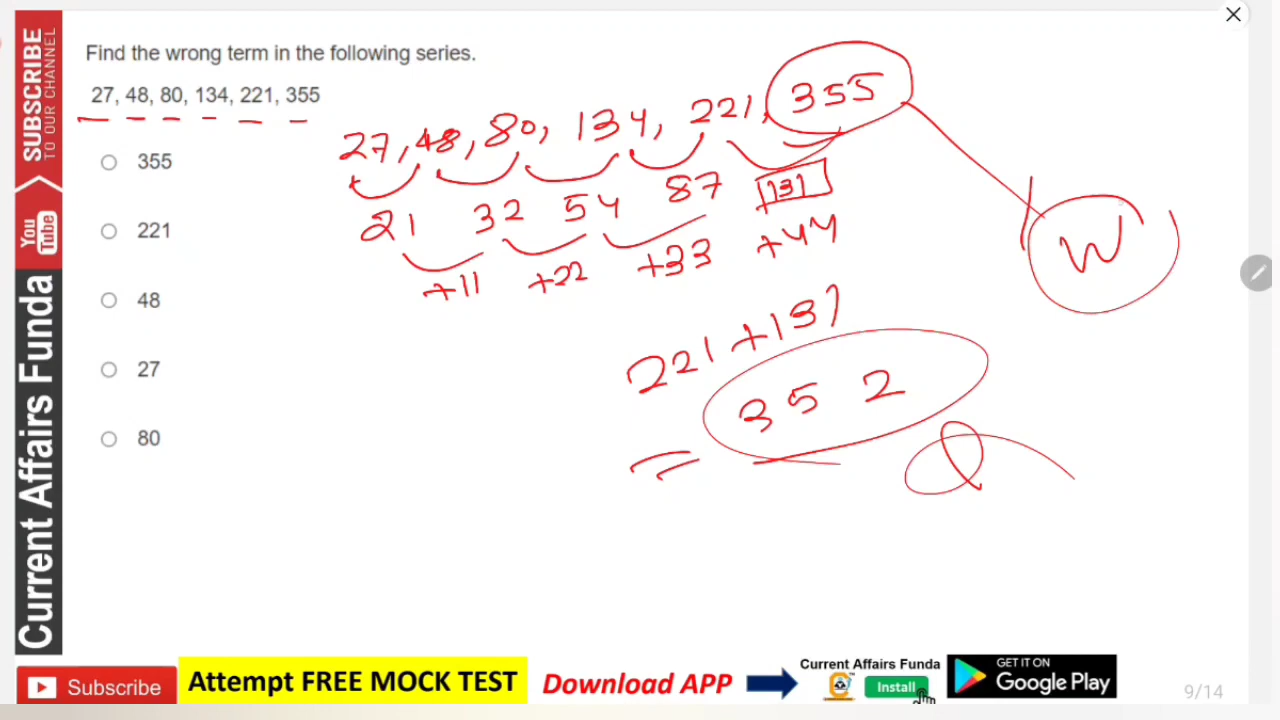 SUBSCRIBE
TO OUR CHANNEL
You
Tube
Current Affairs Funda
Find the wrong term in the following series.
27, 48, 80, 134, 221, 355
355
221
48
27
80
27, 48, 80, 134, 221, 355
21 32 54 87 131
+11 +22 +33 +44
W
221 + 131
= 352
Subscribe
Attempt FREE MOCK TEST
Download APP
Current Affairs Funda
Install
GET IT ON
Google Play
9/14